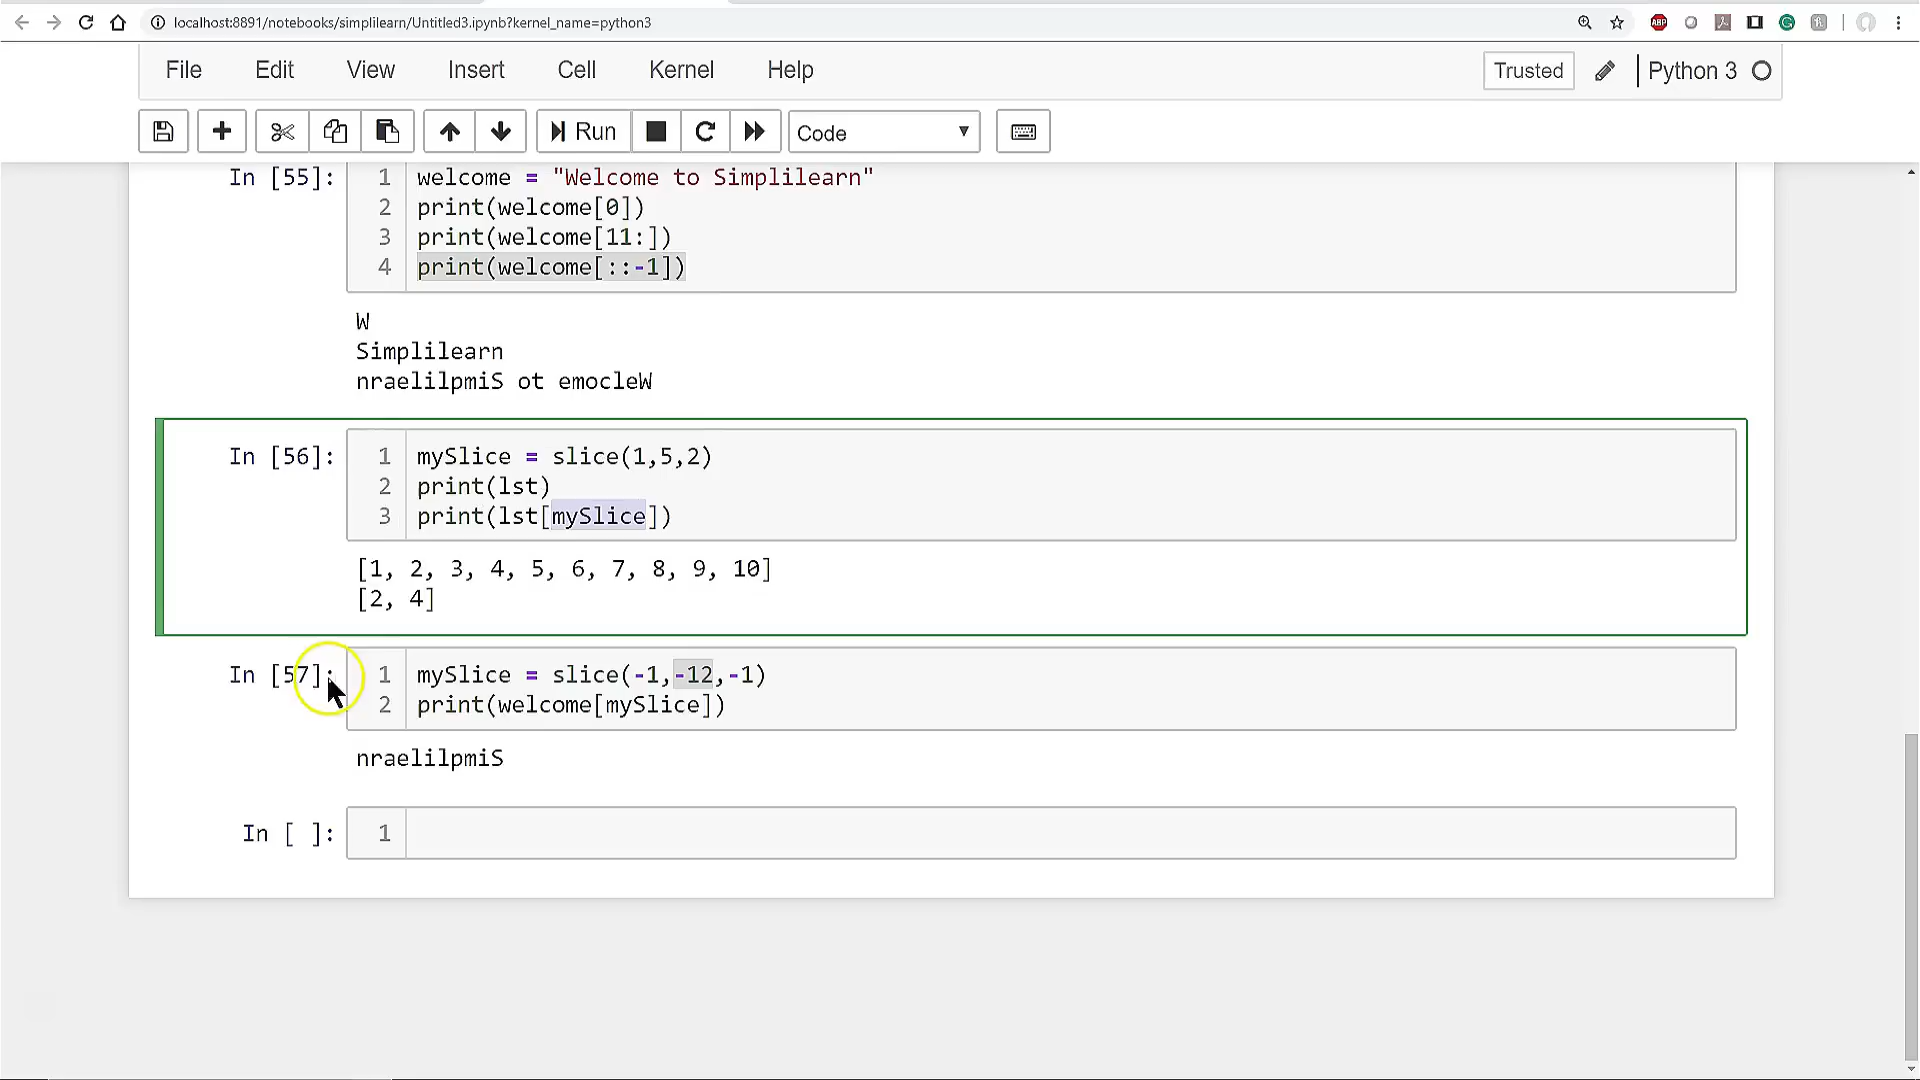 localhost:8891/notebooks/simplilearn/Untitled3.ipynb?kernel_name=python3
ABP
File Edit View Insert Cell Kernel Help Trusted Python 3
Run Code
In [55]: 1 welcome = "Welcome to Simplilearn"
2 print(welcome[0])
3 print(welcome[11:])
4 print(welcome[::-1])
W
Simplilearn
nraelilpmiS ot emocleW
In [56]: 1 mySlice = slice(1,5,2)
2 print(lst)
3 print(lst[mySlice])
[1, 2, 3, 4, 5, 6, 7, 8, 9, 10]
[2, 4]
In [57]: 1 mySlice = slice(-1,-12,-1)
2 print(welcome[mySlice])
nraelilpmiS
In [ ]: 1